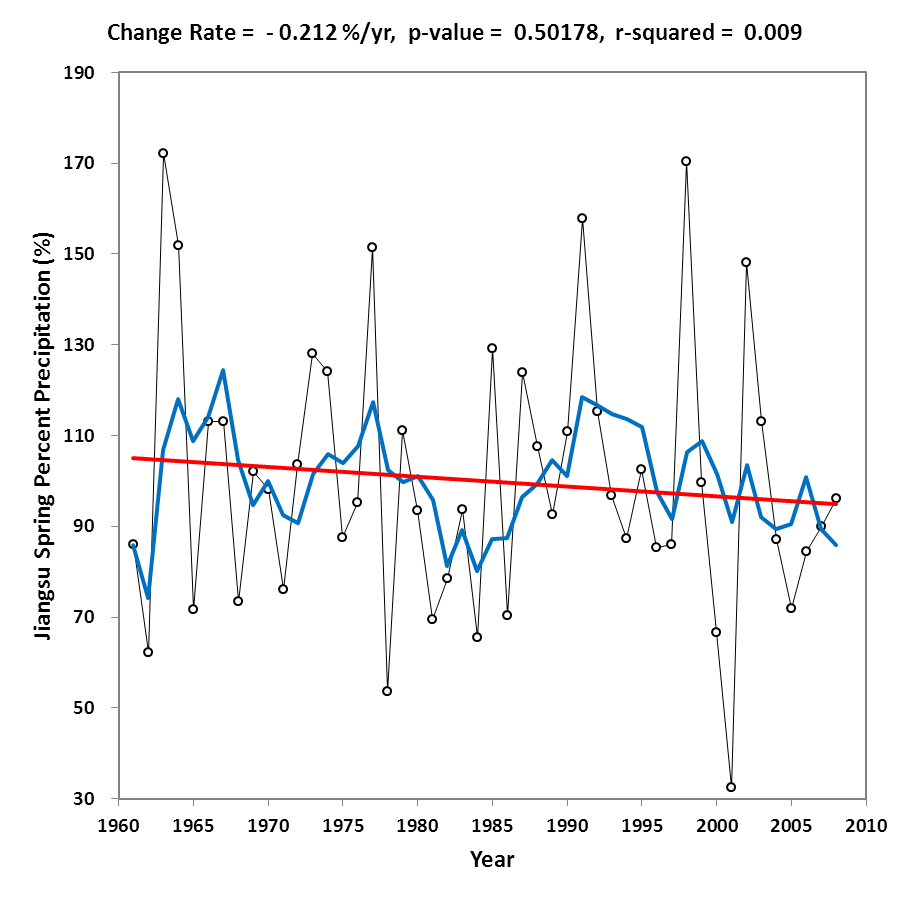 Change Rate = - 0.212 %/yr, p-value = 0.50178, r-squared = 0.009
Jiangsu Spring Percent Precipitation (%)
190
170
150
130
110
90
70
50
30
1960 1965 1970 1975 1980 1985 1990 1995 2000 2005 2010
Year